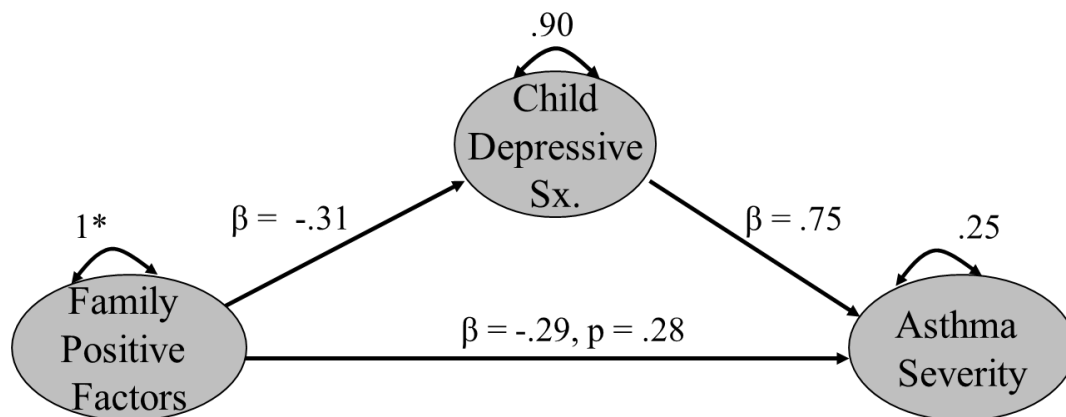 .90
Child
Depressive
Sx.
β = -.31
β = .75
1*
.25
Family
Positive
Factors
β = -.29, p = .28
Asthma
Severity